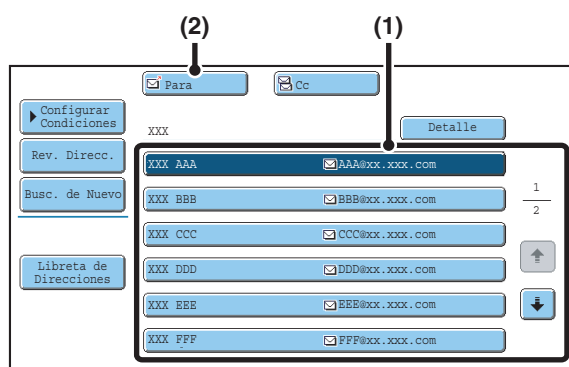 (2)
(1)
Para
Cc
Configurar
Condiciones
XXX
Detalle
Rev. Direcc.
XXX AAA
AAA@xx.xxx.com
Busc. de Nuevo
XXX BBB
BBB@xx.xxx.com
1
2
XXX CCC
CCC@xx.xxx.com
Libreta de
Direcciones
XXX DDD
DDD@xx.xxx.com
XXX EEE
EEE@xx.xxx.com
XXX FFF
FFF@xx.xxx.com